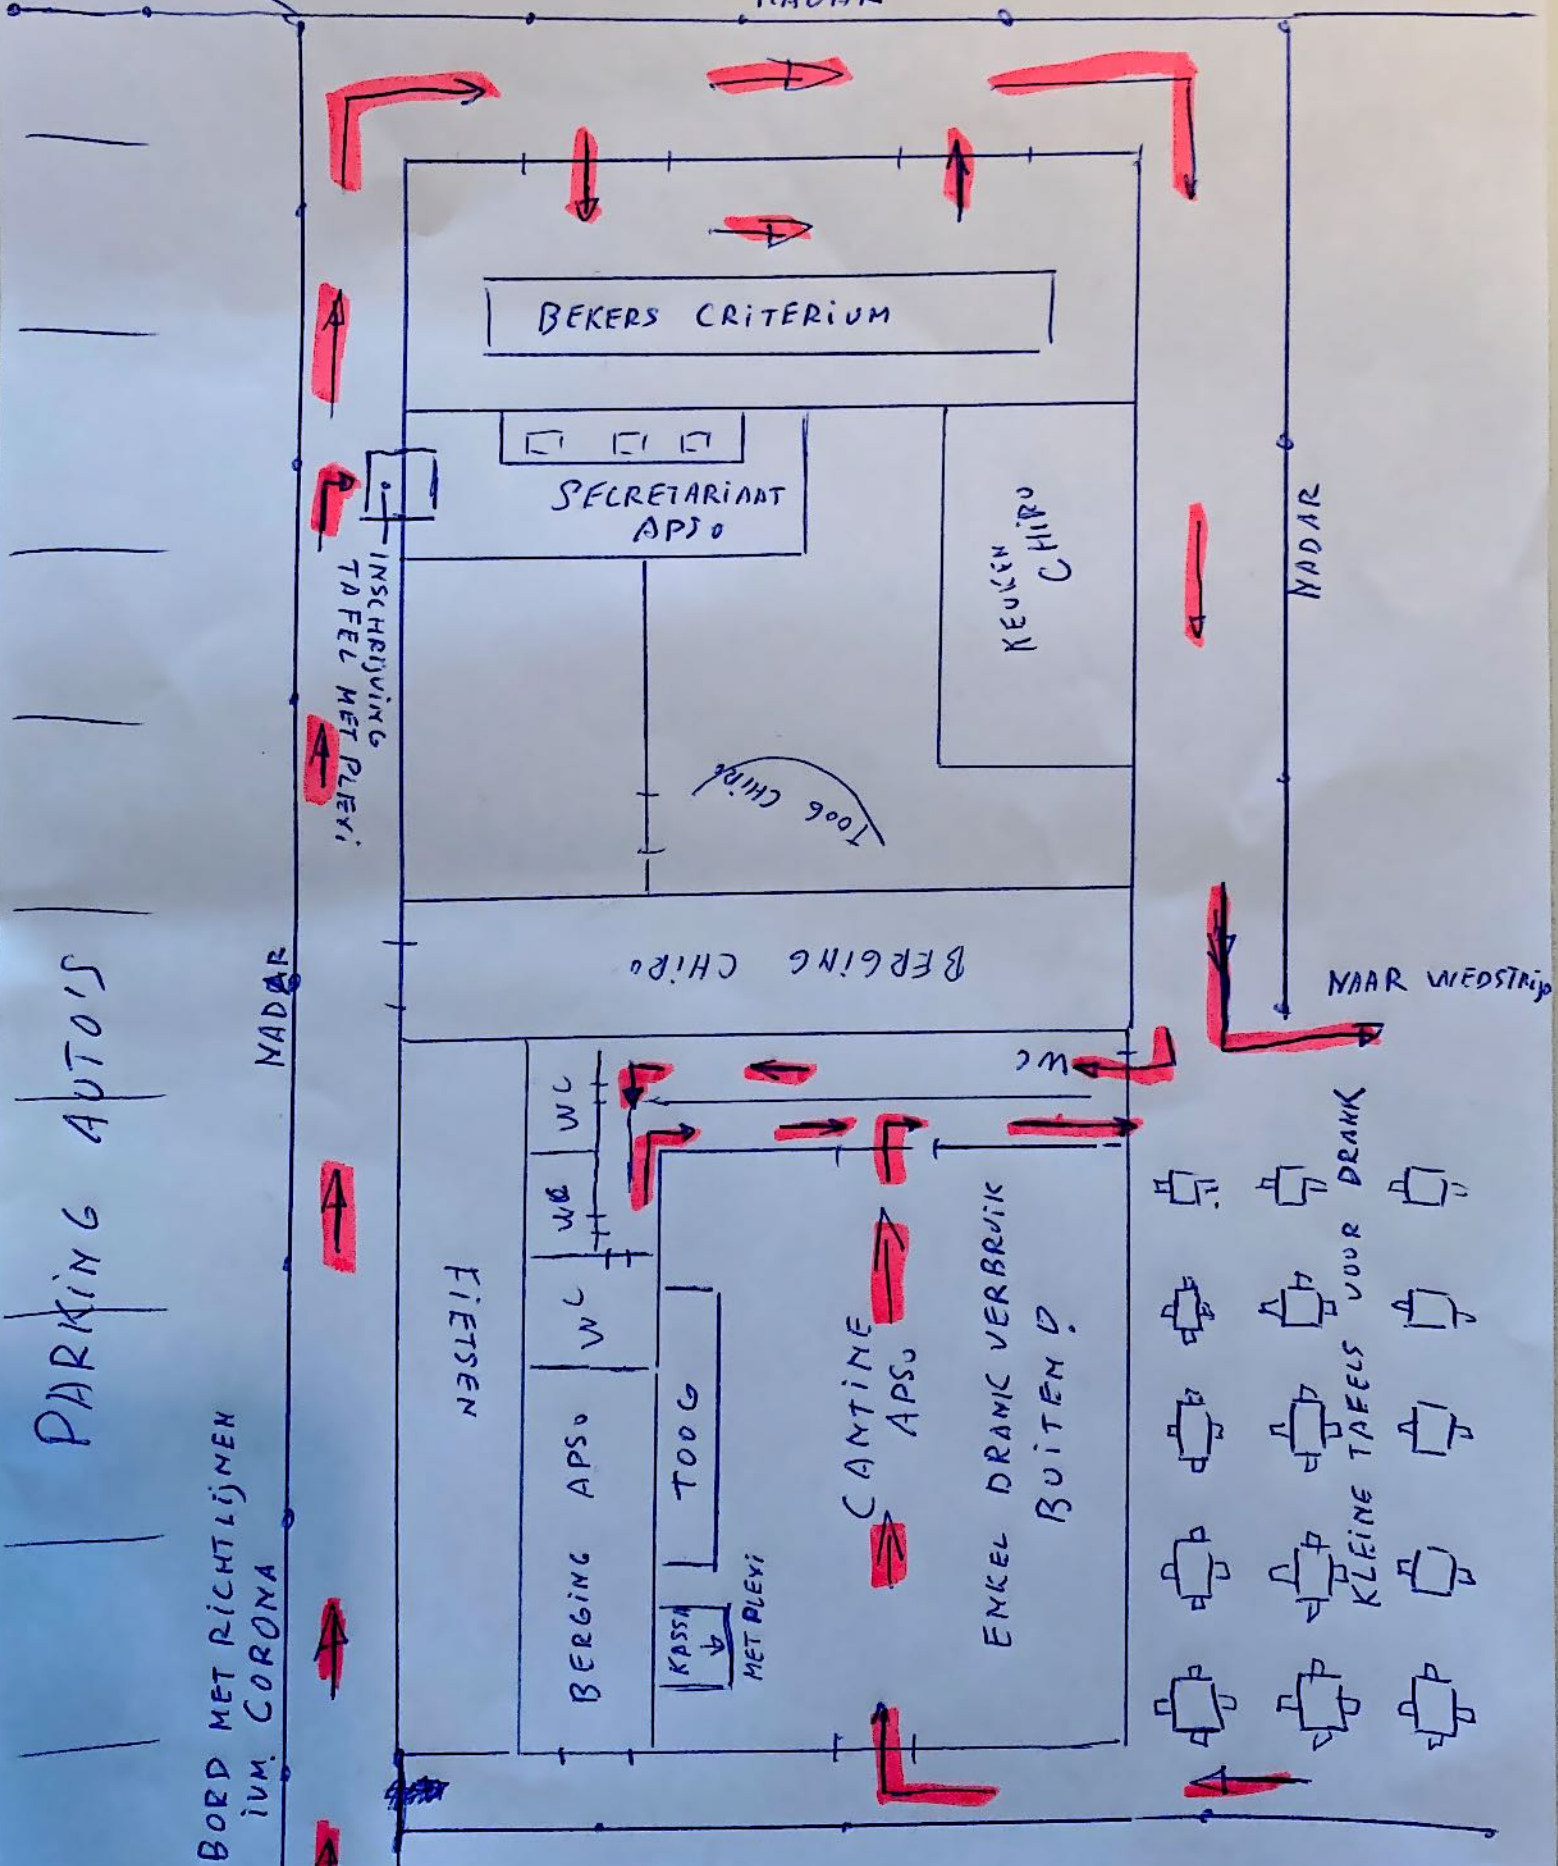 NADAR
BEKERS CRITERIUM
SECRETARIAAT
APSO
INSCHRIJVING
TAFEL MET PLEXI
KEUKEN
CHIRO
NADAR
TOOG CHIRO
BERGING CHIRO
NADAR
NAAR WEDSTRIJD
PARKING AUTO'S
WC
WC
WC
WC
FIETSEN
BERGING APSO
TOOG
KASSA
MET PLEXI
CANTINE
APSO
ENKEL DRANK VERBRUIK
BUITEN !
KLEINE TAFELS VOOR DRANK
BORD MET RICHTLIJNEN
IVM. CORONA